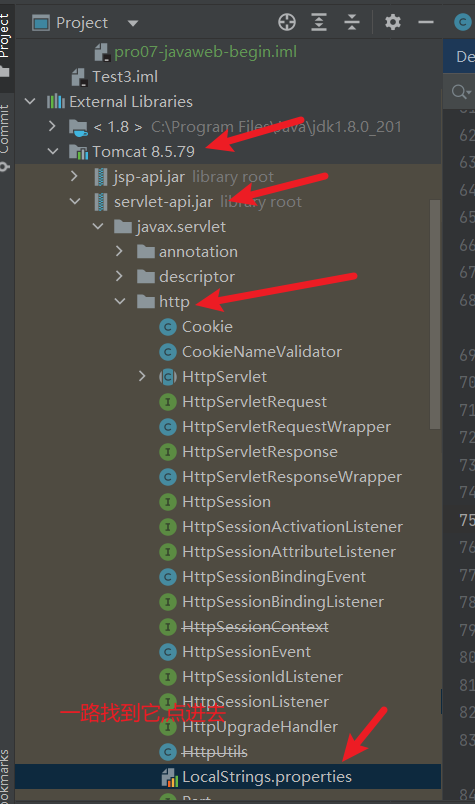 Project
Project
Commit
okmarks
pro07-javaweb-begin.iml
Test3.iml
External Libraries
< 1.8 > C:\Program Files\Java\jdk1.8.0_201
Tomcat 8.5.79
jsp-api.jar library root
servlet-api.jar library root
javax.servlet
annotation
descriptor
http
Cookie
CookieNameValidator
HttpServlet
HttpServletRequest
HttpServletRequestWrapper
HttpServletResponse
HttpServletResponseWrapper
HttpSession
HttpSessionActivationListener
HttpSessionAttributeListener
HttpSessionBindingEvent
HttpSessionBindingListener
HttpSessionContext
HttpSessionEvent
HttpSessionIdListener
HttpSessionListener
一路找到它,点进去
HttpUpgradeHandler
HttpUtils
LocalStrings.properties
De
62
63
64
65
66
67
68
69
70
71
72
73
74
75
76
77
78
79
80
81
82
83
84